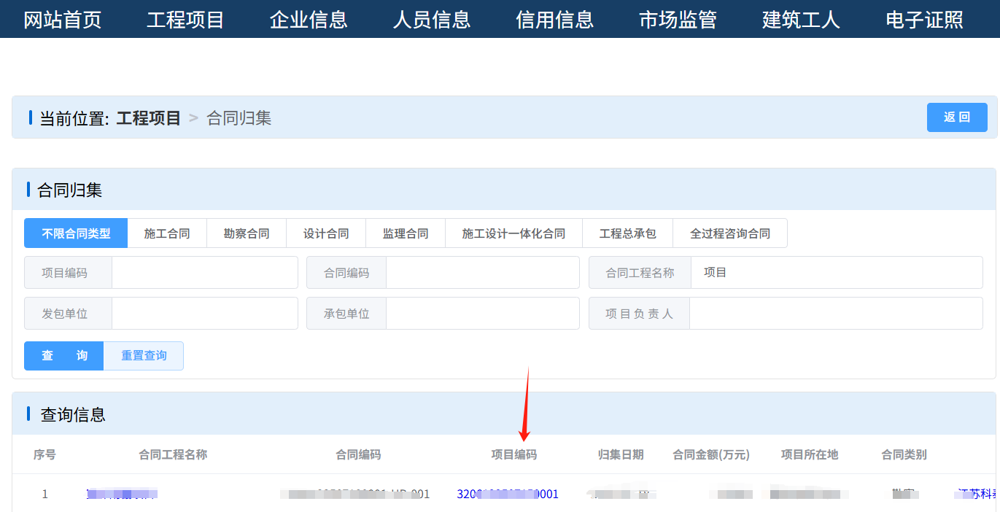 网站首页 工程项目 企业信息 人员信息 信用信息 市场监管 建筑工人 电子证照
当前位置: 工程项目 > 合同归集 返 回
合同归集
不限合同类型 施工合同 勘察合同 设计合同 监理合同 施工设计一体化合同 工程总承包 全过程咨询合同
项目编码 合同编码 合同工程名称 项目
发包单位 承包单位 项 目 负 责 人
查 询 重置查询
查询信息
序号 合同工程名称 合同编码 项目编码 归集日期 合同金额(万元) 项目所在地 合同类别
1 001 320 0001 江苏科